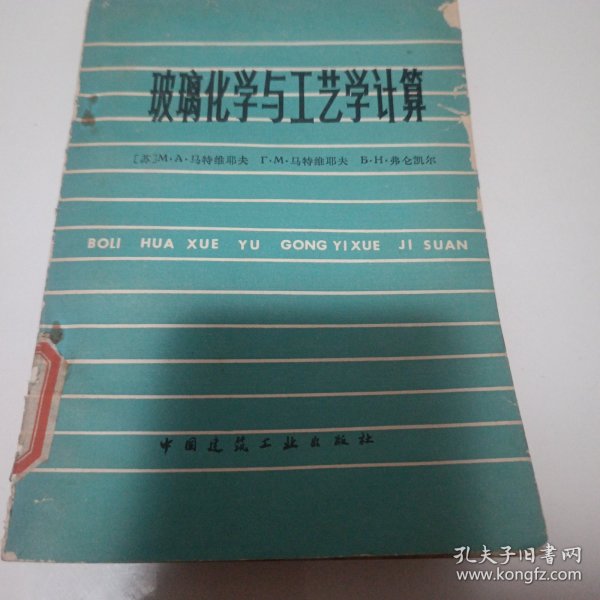 玻璃化学与工艺学计算
〔苏〕М·А·马特维耶夫 Г·М·马特维耶夫 Б·Н·弗仑凯尔
BOLI HUA XUE YU GONG YI XUE JI SUAN
中国建筑工业出版社
孔夫子旧书网
www.kongfz.com